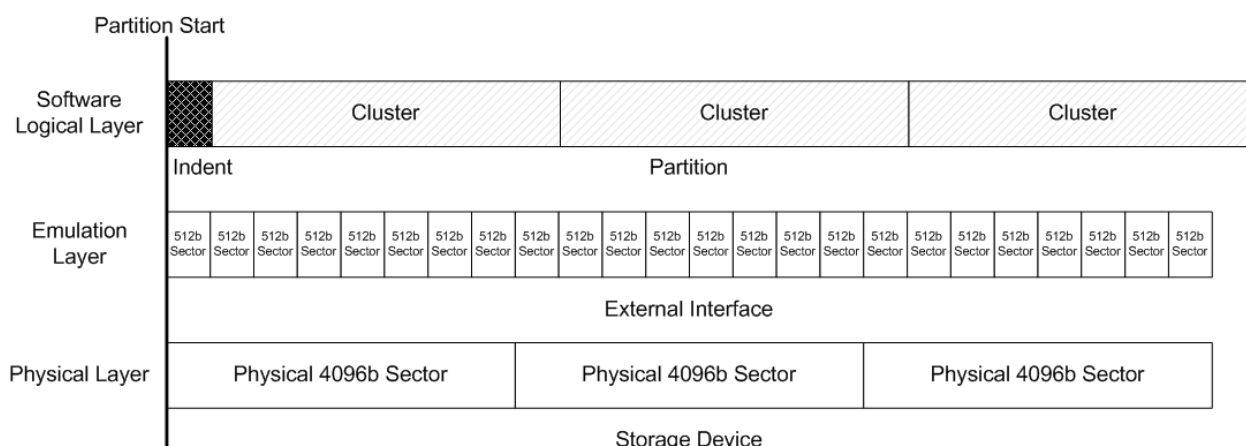 Partition Start
Software
Logical Layer
Cluster
Cluster
Cluster
Indent
Partition
Emulation
Layer
512b
Sector
512b
Sector
512b
Sector
512b
Sector
512b
Sector
512b
Sector
512b
Sector
512b
Sector
512b
Sector
512b
Sector
512b
Sector
512b
Sector
512b
Sector
512b
Sector
512b
Sector
512b
Sector
512b
Sector
512b
Sector
512b
Sector
512b
Sector
512b
Sector
512b
Sector
512b
Sector
512b
Sector
External Interface
Physical Layer
Physical 4096b Sector
Physical 4096b Sector
Physical 4096b Sector
Storage Device